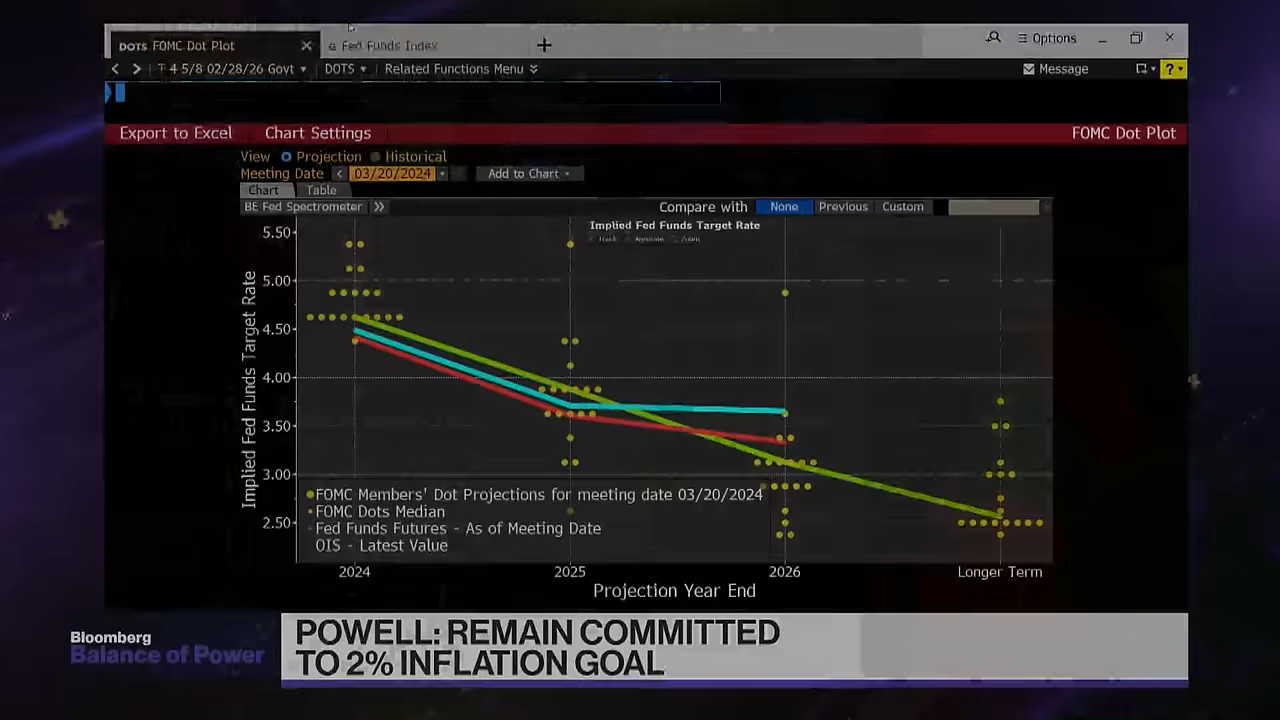 DOTS FOMC Dot Plot
Fed Funds Index
Options
T 4 5/8 02/28/26 Govt
DOTS
Related Functions Menu
Message
?
Export to Excel
Chart Settings
FOMC Dot Plot
View Projection Historical
Meeting Date 03/20/2024
Add to Chart
Chart Table
BE Fed Spectrometer
Compare with None Previous Custom
Implied Fed Funds Target Rate
Track Annotate Zoom
Implied Fed Funds Target Rate
5.50
5.00
4.50
4.00
3.50
3.00
2.50
FOMC Members' Dot Projections for meeting date 03/20/2024
FOMC Dots Median
Fed Funds Futures - As of Meeting Date
OIS - Latest Value
2024 2025 2026 Longer Term
Projection Year End
Bloomberg
Balance of Power
POWELL: REMAIN COMMITTED
TO 2% INFLATION GOAL